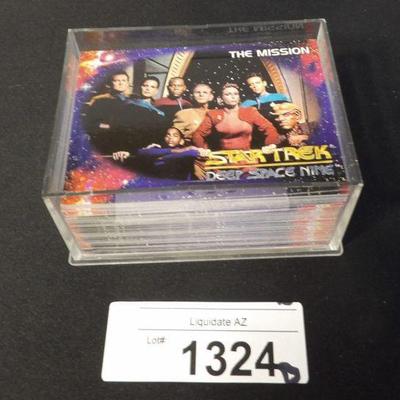 THE MISSION
STAR TREK
DEEP SPACE NINE
Liquidate AZ
Lot#
1324